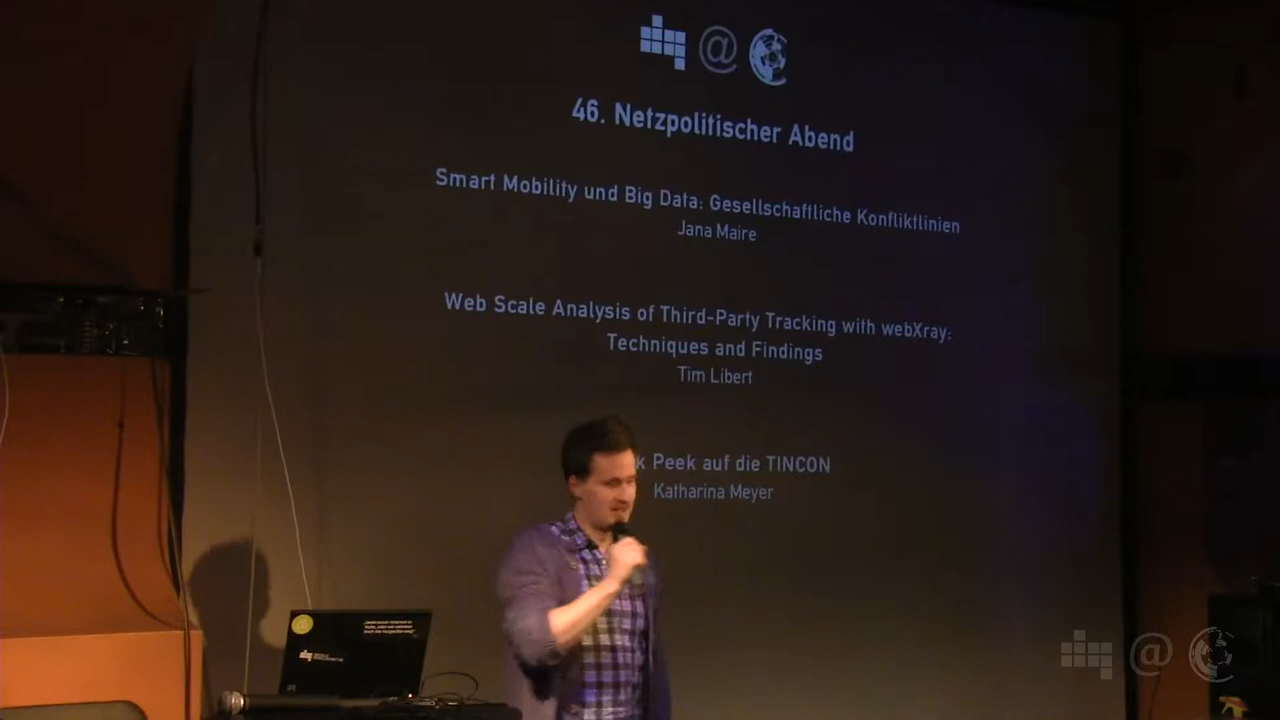 @
46. Netzpolitischer Abend
Smart Mobility und Big Data: Gesellschaftliche Konfliktlinien
Jana Maire
Web Scale Analysis of Third-Party Tracking with webXray:
Techniques and Findings
Tim Libert
k Peek auf die TINCON
Katharina Meyer
@